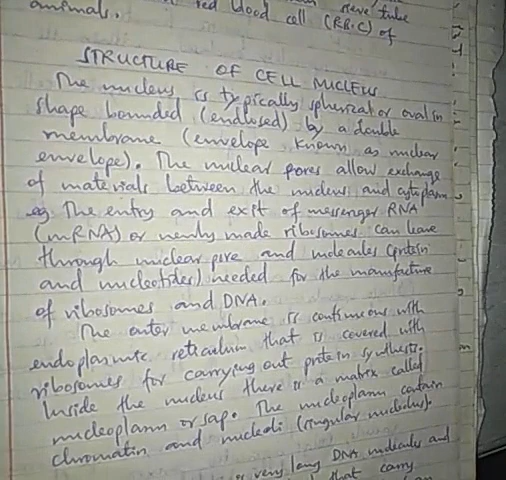 animals. red blood cell (R.B.C) of sieve tube
STRUCTURE OF CELL NUCLEUS
The nucleus is typically spherical or oval in
shape bounded (enclosed) by a double
membrane (envelope known as nuclear
envelope). The nuclear pores allow exchange
of materials between the nucleus and cytoplasm
eg The entry and exit of messenger RNA
(mRNA) or newly made ribosomes can leave
through nuclear pore and molecules (protein
and nucleotides) needed for the manufacture
of ribosomes and DNA.
The outer membrane is continuous with
endoplasmic reticulum that is covered with
ribosomes for carrying out protein synthesis.
Inside the nucleus there is a matrix called
nucleoplasm or sap. The nucleoplasm contain
chromatin and nucleoli (singular nucleolus).
is very long DNA molecules and
that carry